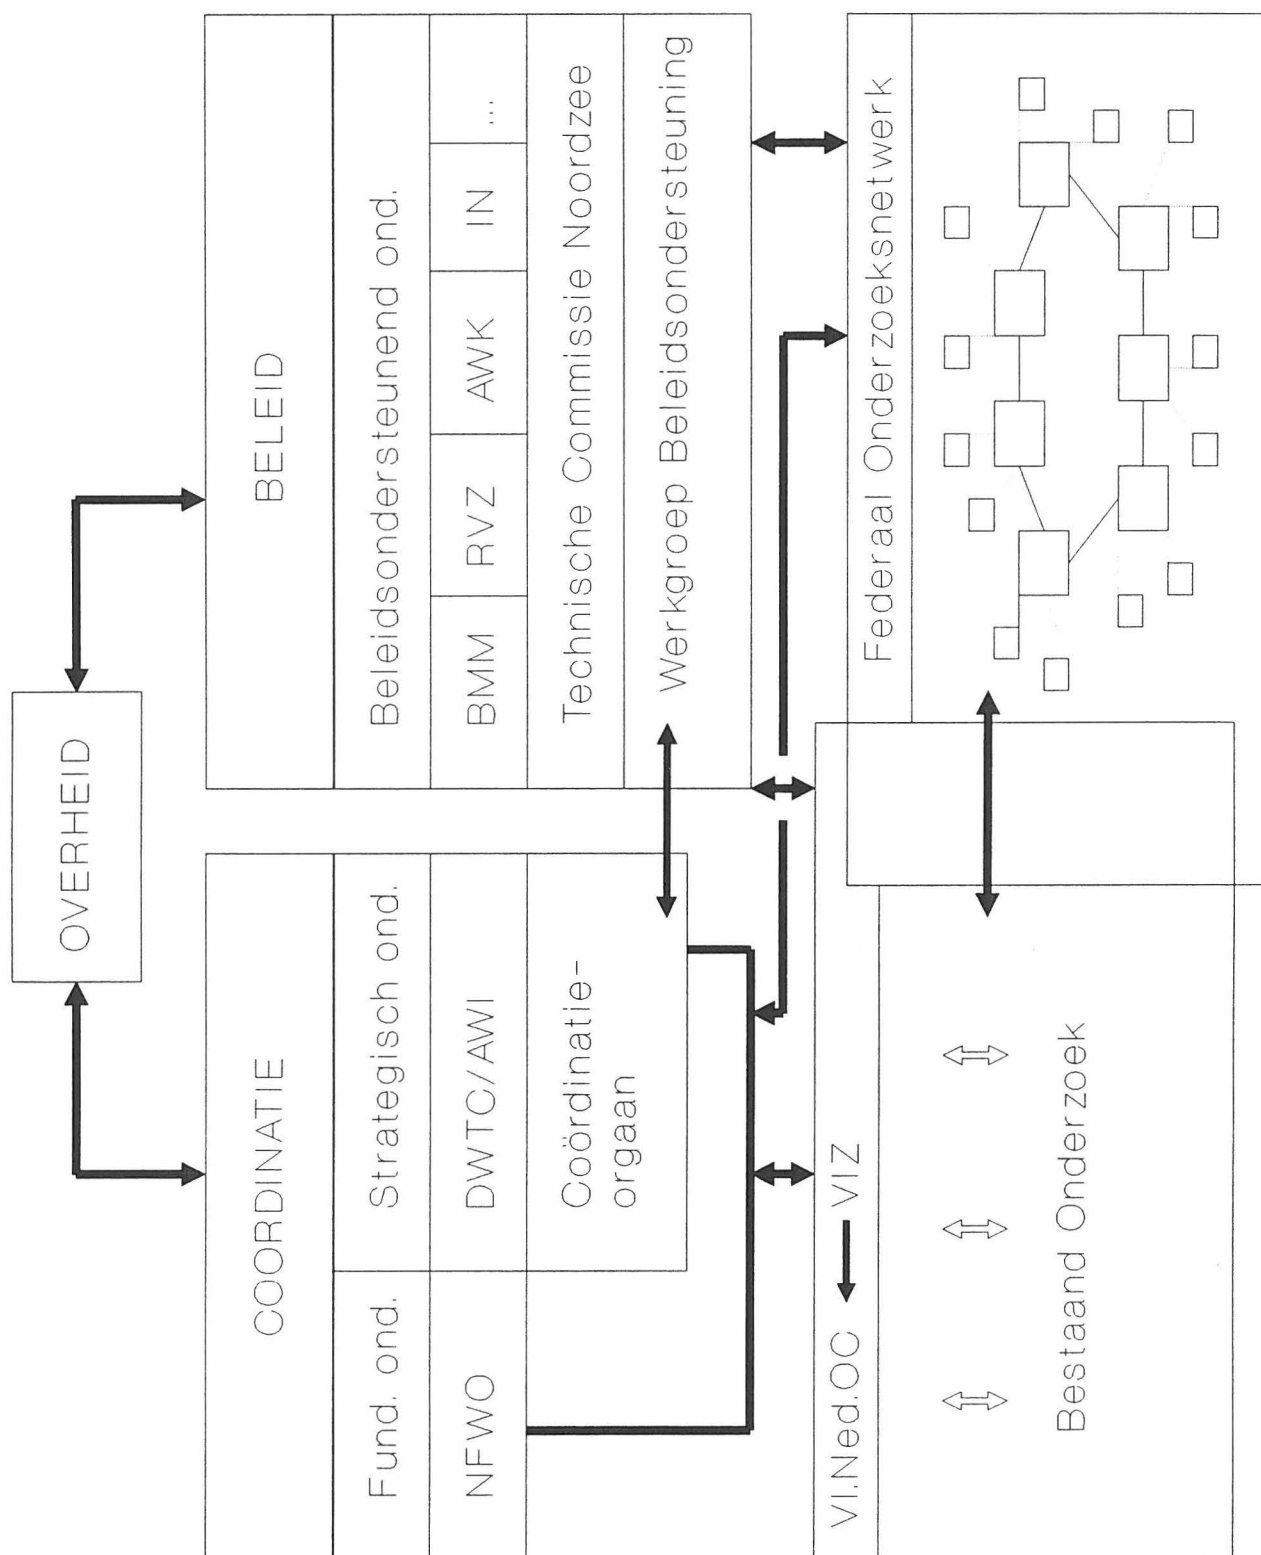 OVERHEID
COORDINATIE
Fund. ond.
Strategisch ond.
NFWO
DWTC/AWI
Coördinatie-
orgaan
BELEID
Beleidsondersteunend ond.
BMM
RVZ
AWK
IN
...
Technische Commissie Noordzee
Werkgroep Beleidsondersteuning
VI.Ned.OC
VIZ
Bestaand Onderzoek
Federaal Onderzoeksnetwerk